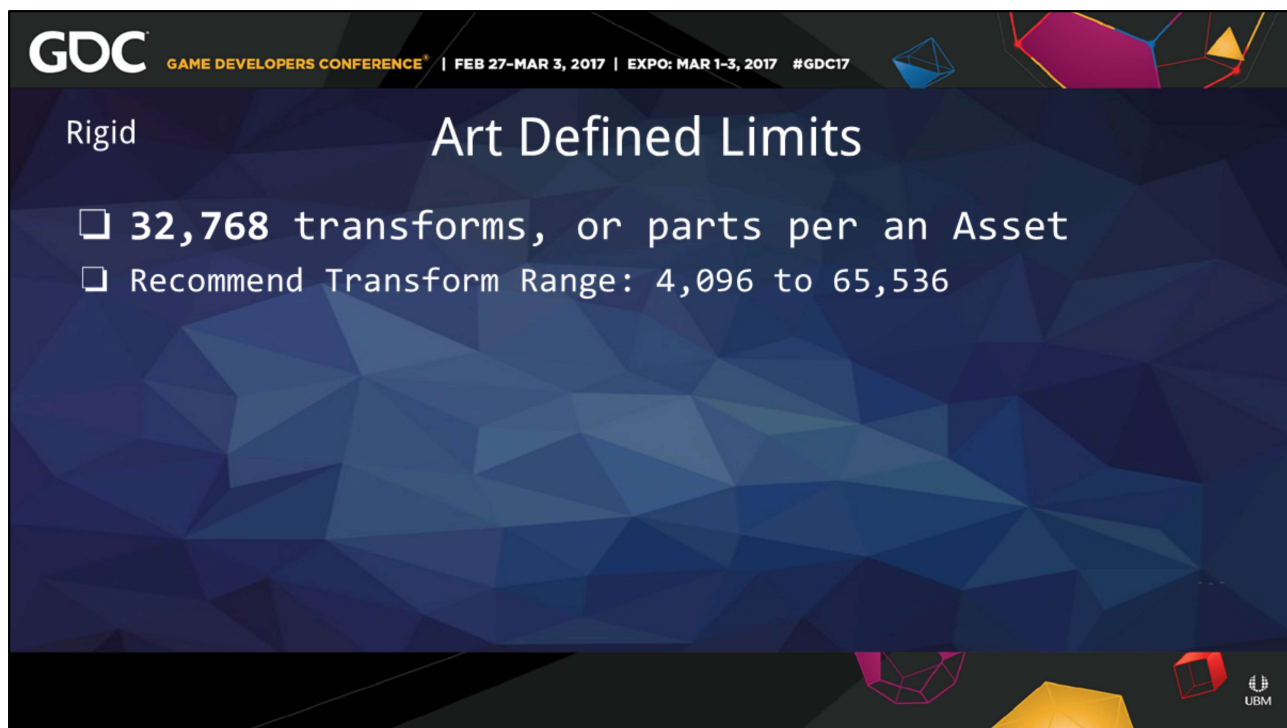 GDC GAME DEVELOPERS CONFERENCE® | FEB 27–MAR 3, 2017 | EXPO: MAR 1–3, 2017 #GDC17
Rigid
Art Defined Limits
❏ 32,768 transforms, or parts per an Asset
❏ Recommend Transform Range: 4,096 to 65,536
UBM